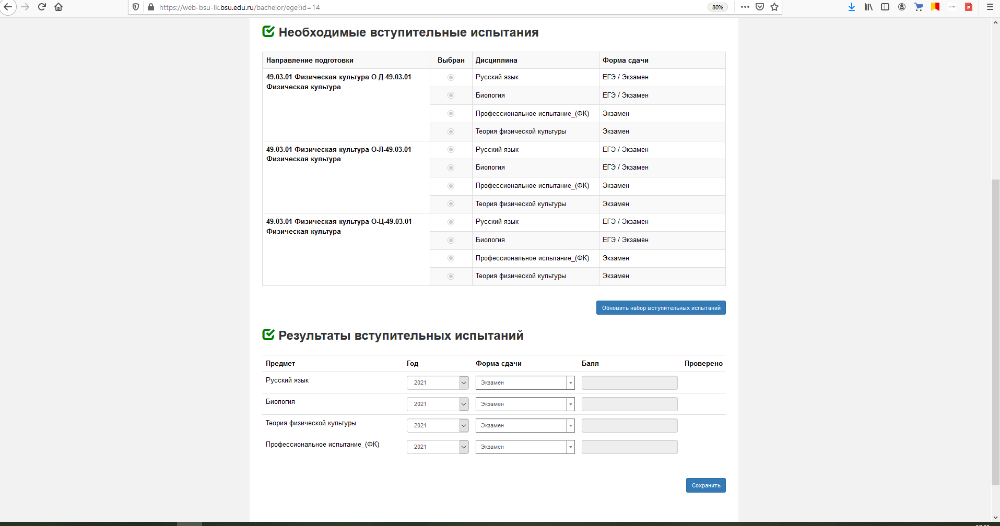 https://web-bsu-lk.bsu.edu.ru/bachelor/ege?id=14
80%
Необходимые вступительные испытания
Направление подготовки Выбран Дисциплина Форма сдачи
49.03.01 Физическая культура О-Д-49.03.01 Физическая культура
Русский язык ЕГЭ / Экзамен
Биология ЕГЭ / Экзамен
Профессиональное испытание_(ФК) Экзамен
Теория физической культуры Экзамен
49.03.01 Физическая культура О-Л-49.03.01 Физическая культура
Русский язык ЕГЭ / Экзамен
Биология ЕГЭ / Экзамен
Профессиональное испытание_(ФК) Экзамен
Теория физической культуры Экзамен
49.03.01 Физическая культура О-Ц-49.03.01 Физическая культура
Русский язык ЕГЭ / Экзамен
Биология ЕГЭ / Экзамен
Профессиональное испытание_(ФК) Экзамен
Теория физической культуры Экзамен
Обновить набор вступительных испытаний
Результаты вступительных испытаний
Предмет Год Форма сдачи Балл Проверено
Русский язык 2021 Экзамен
Биология 2021 Экзамен
Теория физической культуры 2021 Экзамен
Профессиональное испытание_(ФК) 2021 Экзамен
Сохранить